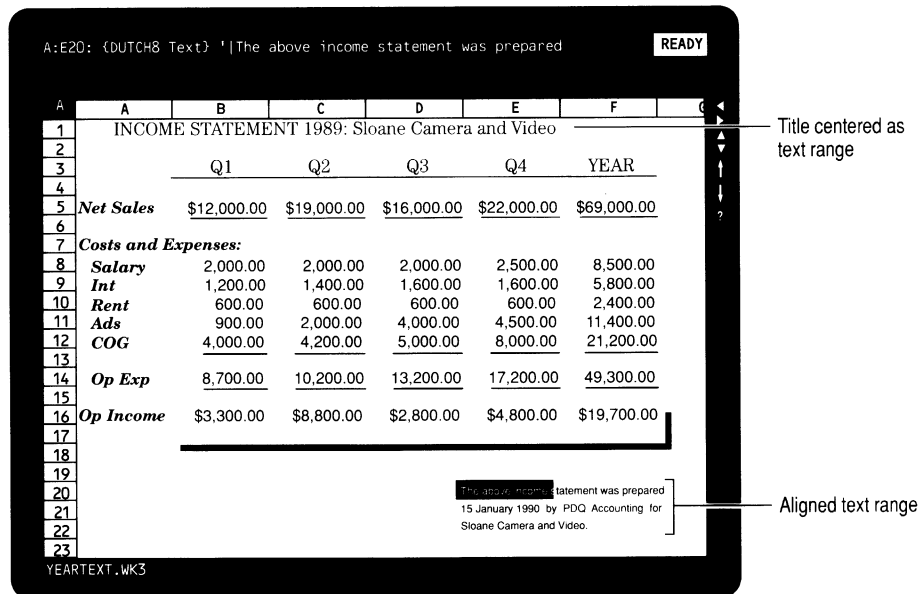 A:E20: {DUTCH8 Text} '|The above income statement was prepared READY
A A B C D E F G
1 INCOME STATEMENT 1989: Sloane Camera and Video
Title centered as
text range
2
3 Q1 Q2 Q3 Q4 YEAR
4
5 Net Sales $12,000.00 $19,000.00 $16,000.00 $22,000.00 $69,000.00
?
6
7 Costs and Expenses:
8 Salary 2,000.00 2,000.00 2,000.00 2,500.00 8,500.00
9 Int 1,200.00 1,400.00 1,600.00 1,600.00 5,800.00
10 Rent 600.00 600.00 600.00 600.00 2,400.00
11 Ads 900.00 2,000.00 4,000.00 4,500.00 11,400.00
12 COG 4,000.00 4,200.00 5,000.00 8,000.00 21,200.00
13
14 Op Exp 8,700.00 10,200.00 13,200.00 17,200.00 49,300.00
15
16 Op Income $3,300.00 $8,800.00 $2,800.00 $4,800.00 $19,700.00
17
18
19
20 The above income statement was prepared
21 15 January 1990 by PDQ Accounting for
Aligned text range
22 Sloane Camera and Video.
23
YEARTEXT.WK3